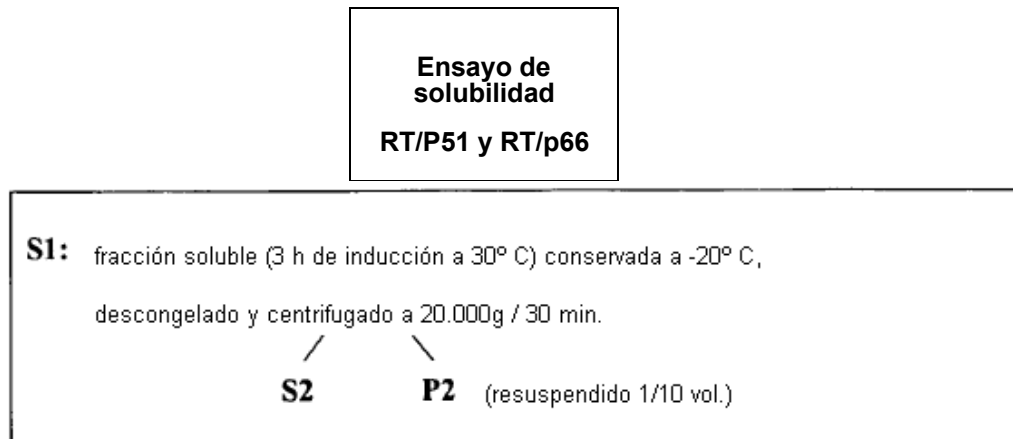 Ensayo de
solubilidad
RT/P51 y RT/p66
S1: fracción soluble (3 h de inducción a 30º C) conservada a -20º C,
descongelado y centrifugado a 20.000g / 30 min.
S2 P2 (resuspendido 1/10 vol.)